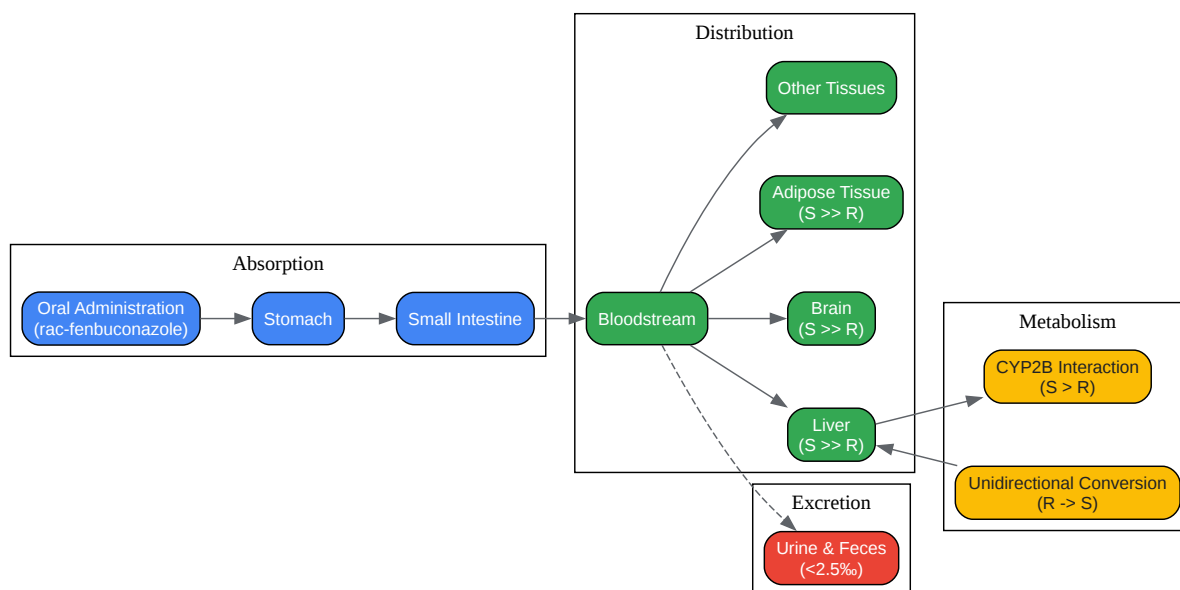 Absorption
Oral Administration
(rac-fenbuconazole)
Stomach
Small Intestine
Distribution
Bloodstream
Other Tissues
Adipose Tissue
(S >> R)
Brain
(S >> R)
Liver
(S >> R)
Metabolism
CYP2B Interaction
(S > R)
Unidirectional Conversion
(R -> S)
Excretion
Urine & Feces
(<2.5‰)